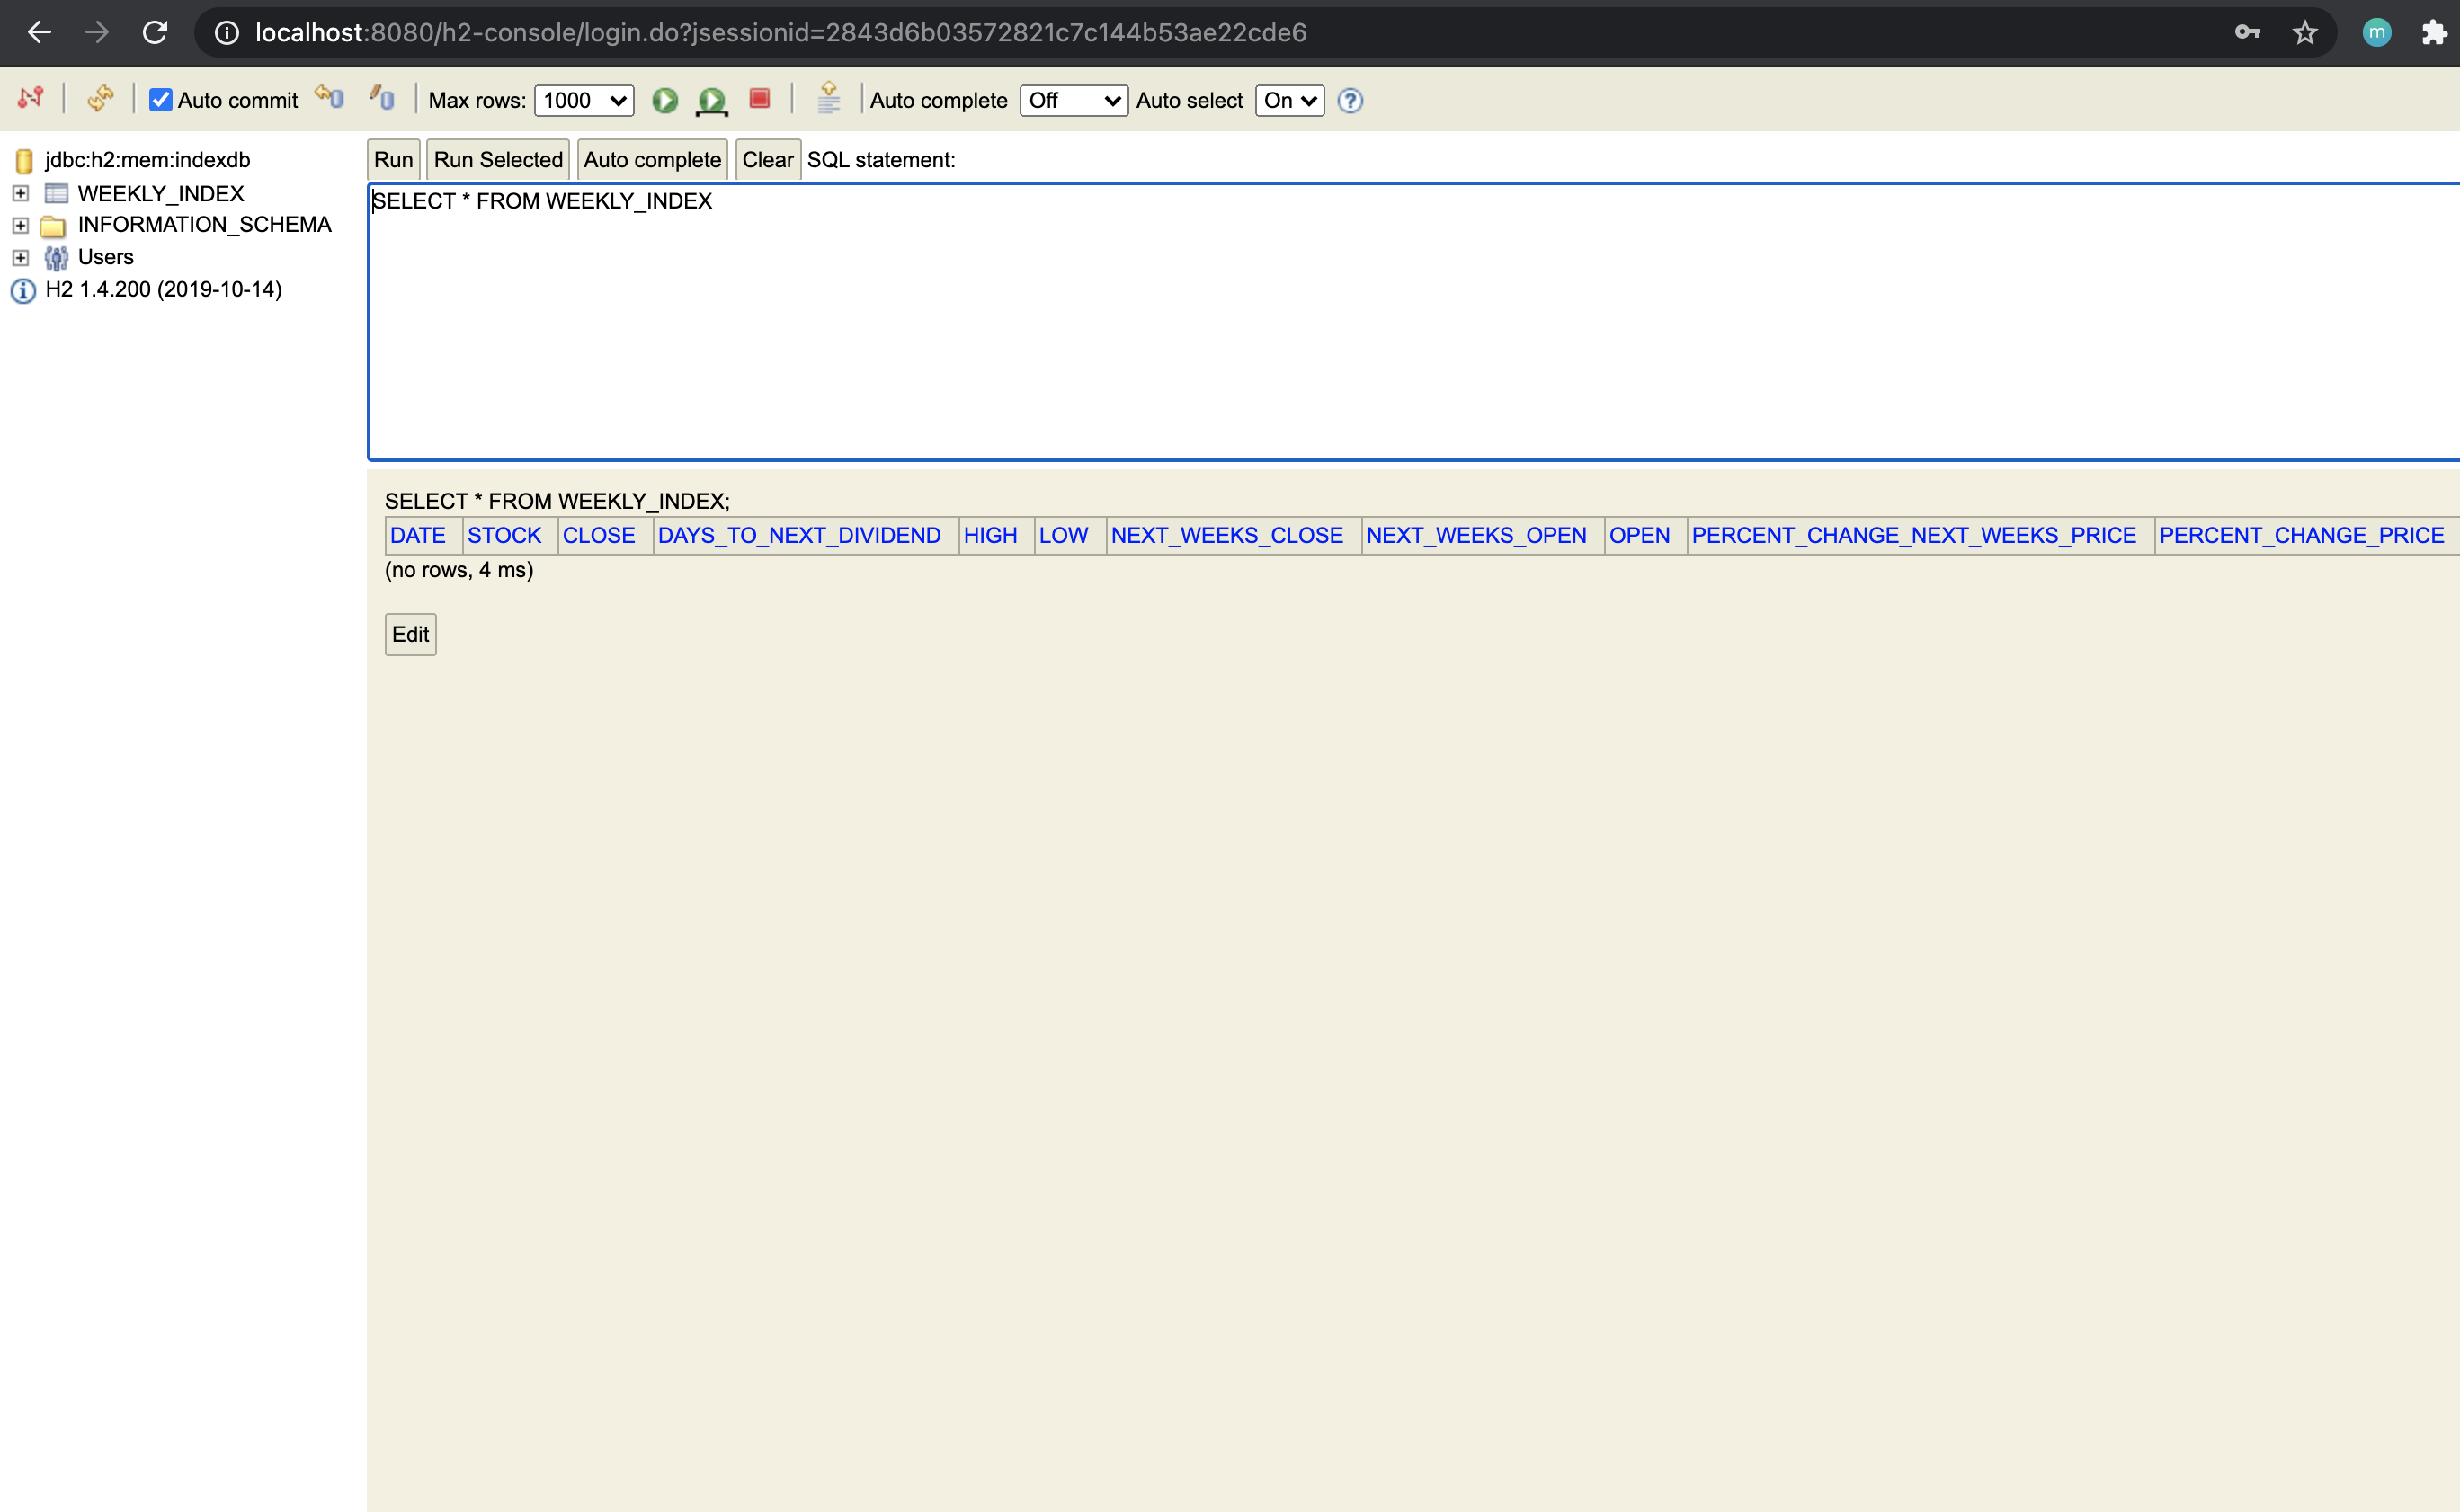 localhost:8080/h2-console/login.do?jsessionid=2843d6b03572821c7c144b53ae22cde6
m
Auto commit Max rows: 1000 Auto complete Off Auto select On ?
jdbc:h2:mem:indexdb
WEEKLY_INDEX
INFORMATION_SCHEMA
Users
H2 1.4.200 (2019-10-14)
Run Run Selected Auto complete Clear SQL statement:
SELECT * FROM WEEKLY_INDEX
SELECT * FROM WEEKLY_INDEX;
DATE STOCK CLOSE DAYS_TO_NEXT_DIVIDEND HIGH LOW NEXT_WEEKS_CLOSE NEXT_WEEKS_OPEN OPEN PERCENT_CHANGE_NEXT_WEEKS_PRICE PERCENT_CHANGE_PRICE
(no rows, 4 ms)
Edit